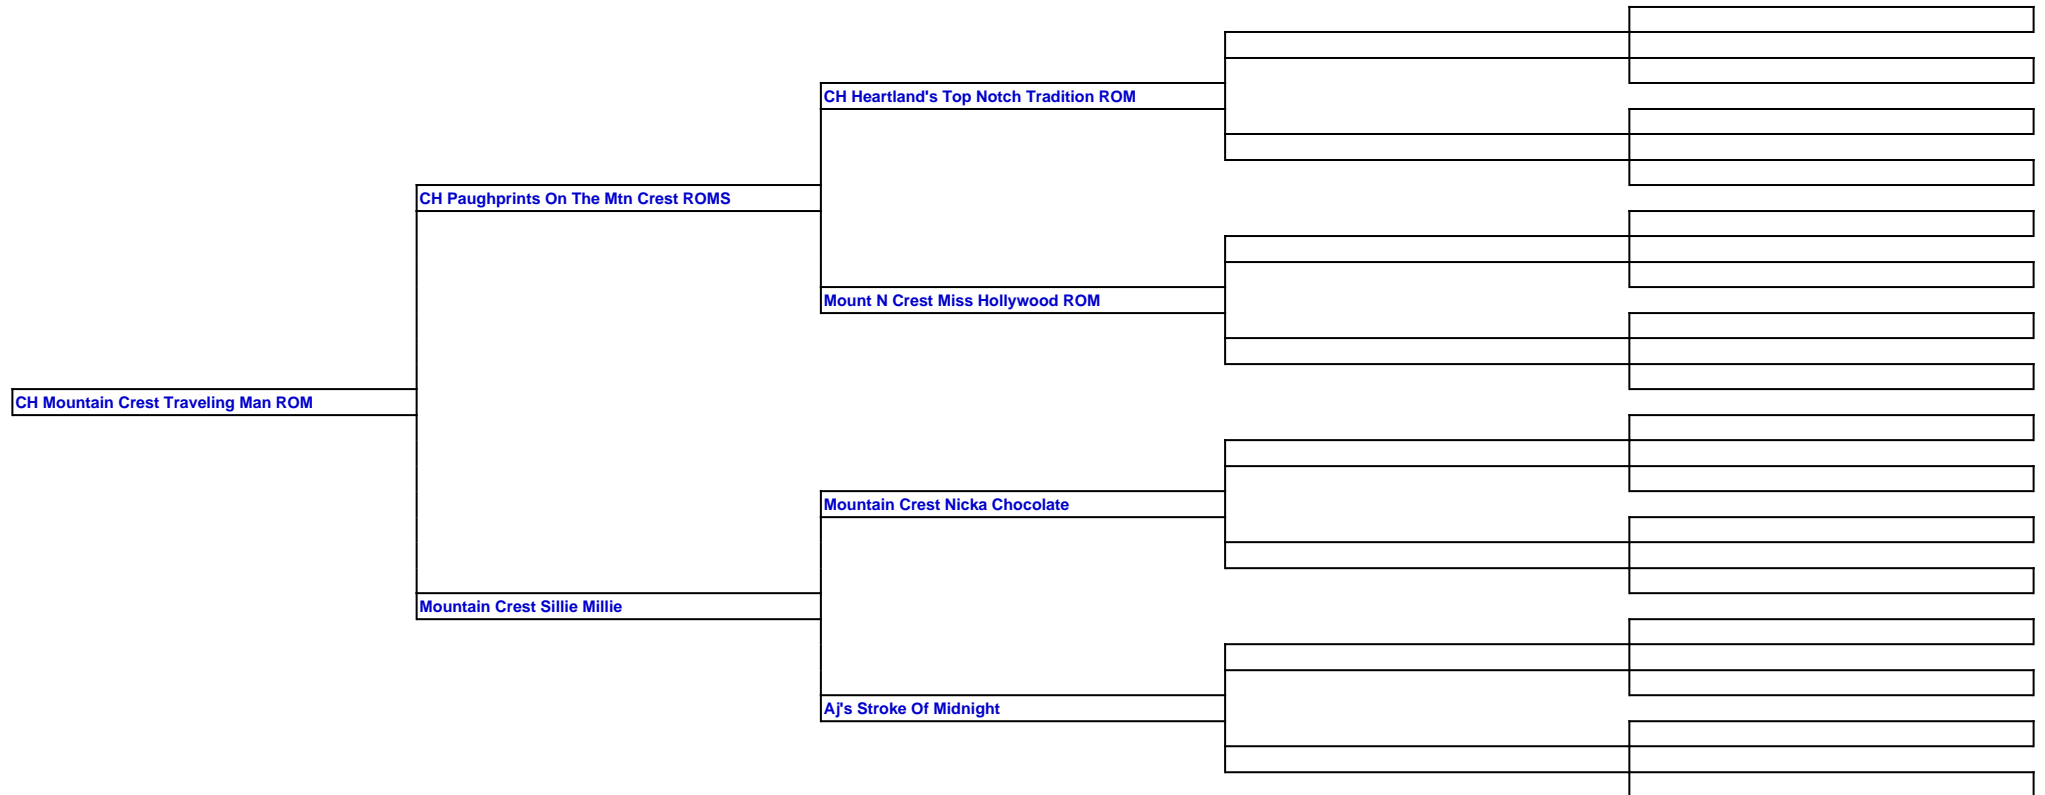 CH Heartland's Top Notch Tradition ROM
CH Paughprints On The Mtn Crest ROMS
Mount N Crest Miss Hollywood ROM
CH Mountain Crest Traveling Man ROM
Mountain Crest Nicka Chocolate
Mountain Crest Sillie Millie
Aj's Stroke Of Midnight